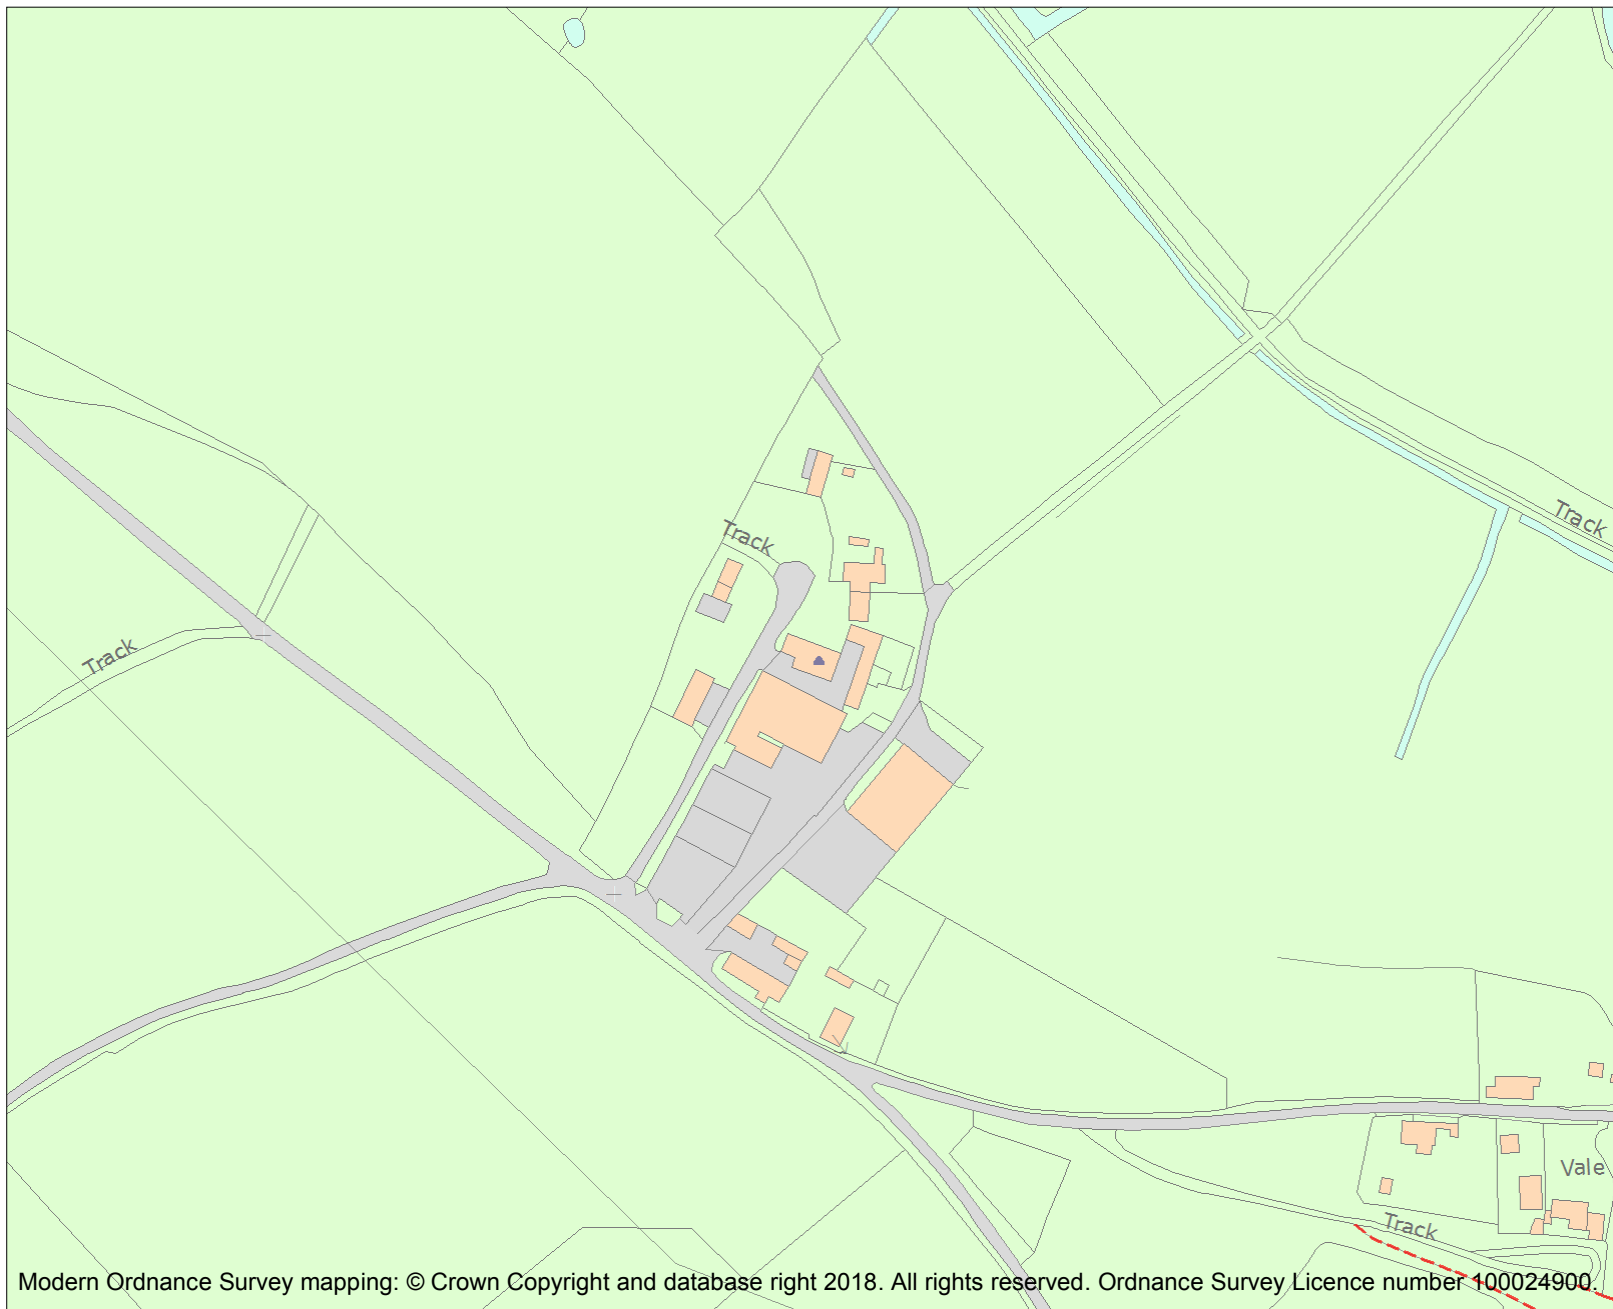 Track
Track
Track
Vale
Track
Modern Ordnance Survey mapping: © Crown Copyright and database right 2018. All rights reserved. Ordnance Survey Licence number 100024900.